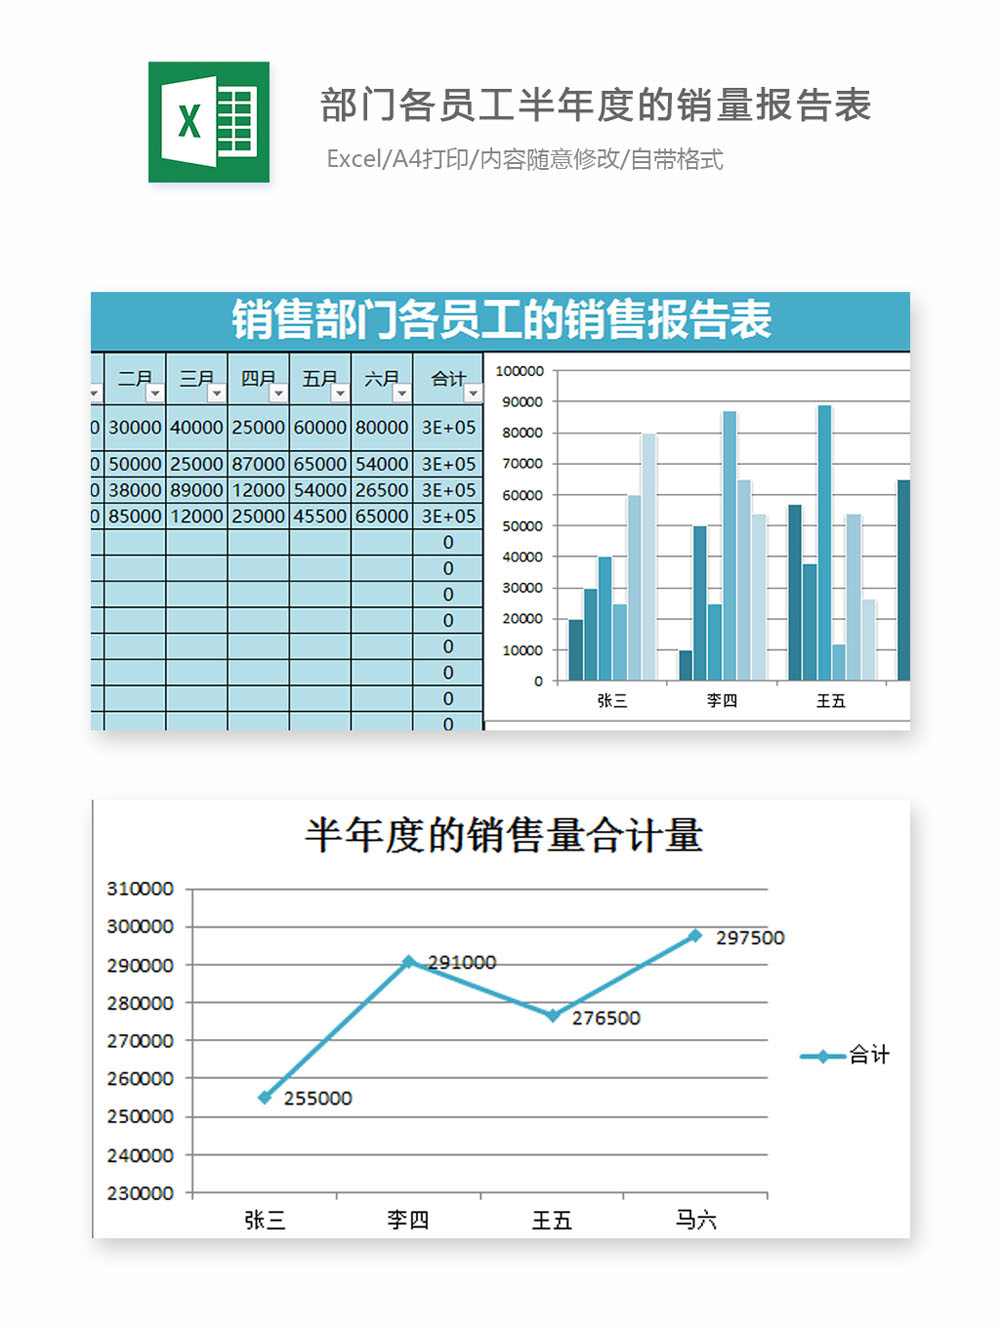 部门各员工半年度的销量报告表
Excel/A4打印/内容随意修改/自带格式
销售部门各员工的销售报告表
二月 三月 四月 五月 六月 合计
0 30000 40000 25000 60000 80000 3E+05
0 50000 25000 87000 65000 54000 3E+05
0 38000 89000 12000 54000 26500 3E+05
0 85000 12000 25000 45500 65000 3E+05
0
0
0
0
0
0
0
0
100000
90000
80000
70000
60000
50000
40000
30000
20000
10000
0
张三 李四 王五
半年度的销售量合计量
310000
300000
290000
280000
270000
260000
250000
240000
230000
297500
291000
276500
255000
合计
张三 李四 王五 马六